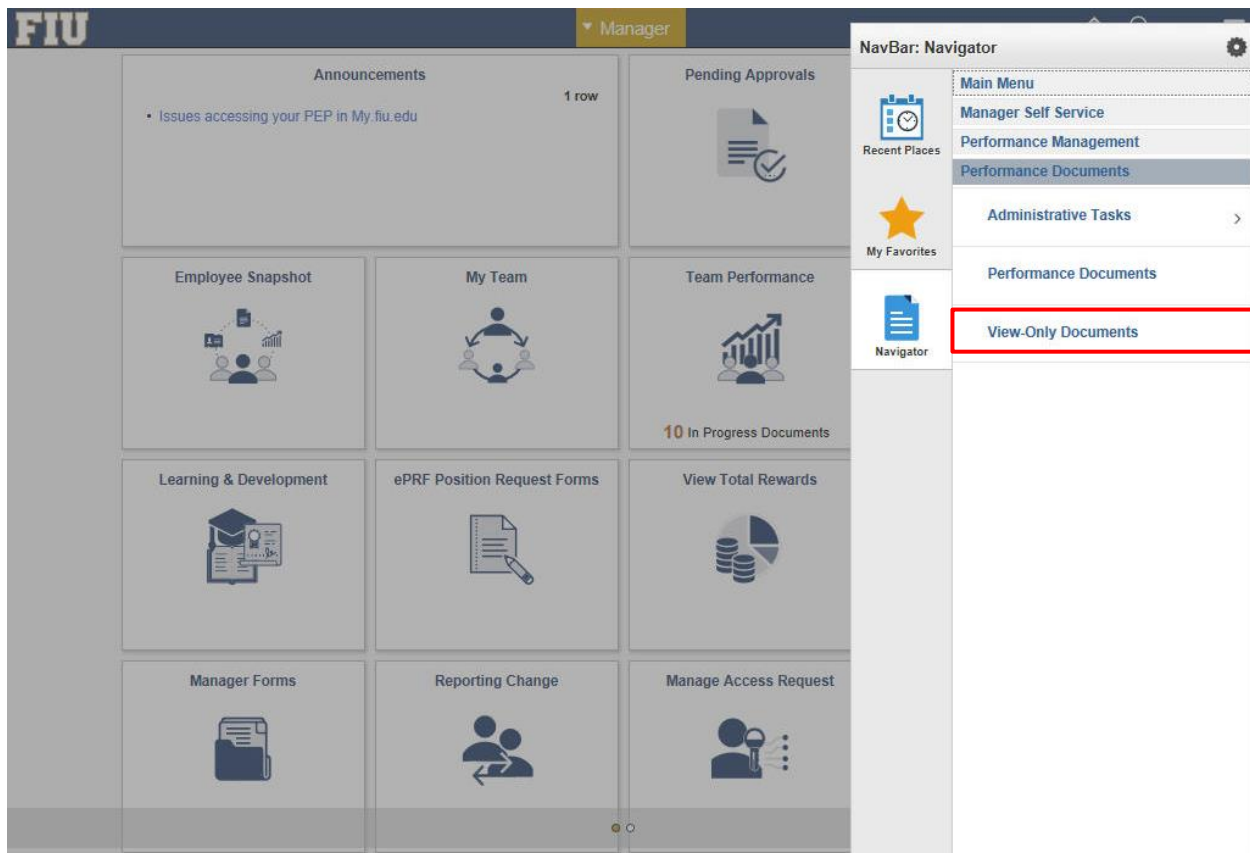 FIU
Manager
Announcements
1 row
• Issues accessing your PEP in My.fiu.edu
Pending Approvals
Employee Snapshot
My Team
Team Performance
10 In Progress Documents
Learning & Development
ePRF Position Request Forms
View Total Rewards
Manager Forms
Reporting Change
Manage Access Request
NavBar: Navigator
Recent Places
My Favorites
Navigator
Main Menu
Manager Self Service
Performance Management
Performance Documents
Administrative Tasks
Performance Documents
View-Only Documents